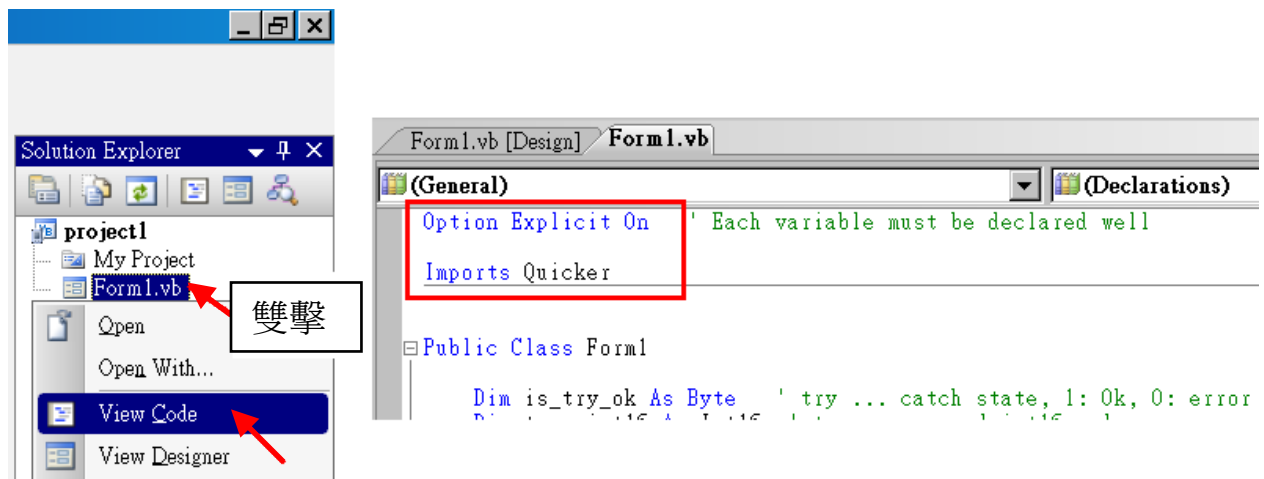 Solution Explorer
project1
My Project
Form1.vb
雙擊
Open
Open With...
View Code
View Designer
Form1.vb [Design]
Form1.vb
(General)
(Declarations)
Option Explicit On ' Each variable must be declared well
Imports Quicker
Public Class Form1
Dim is_try_ok As Byte ' try ... catch state, 1: Ok, 0: error